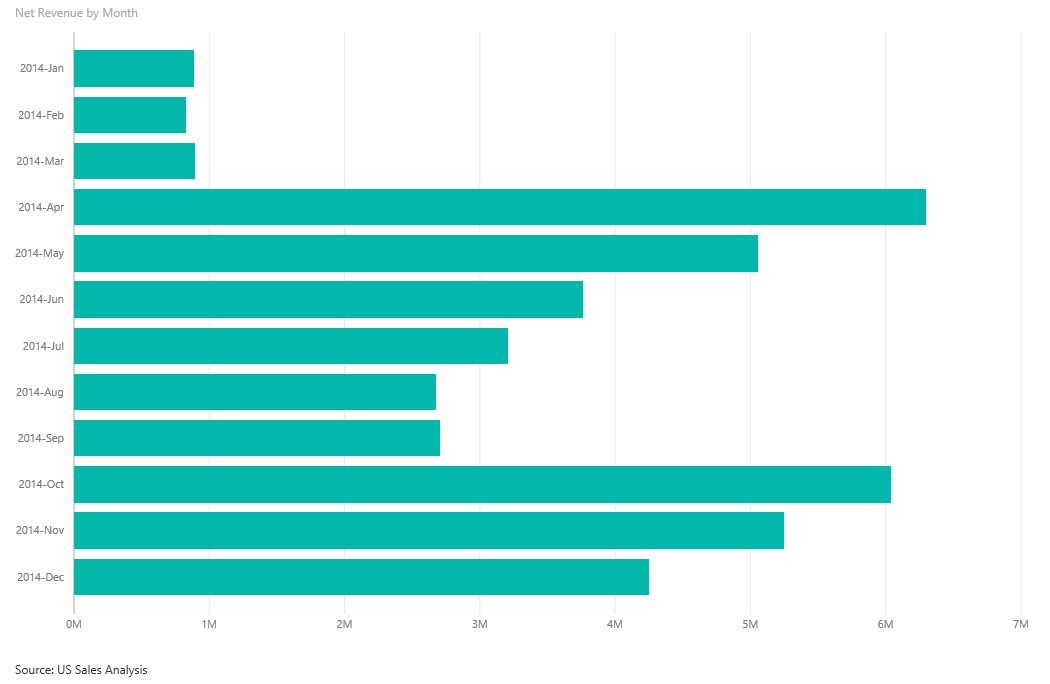 Net Revenue by Month
2014-Jan
2014-Feb
2014-Mar
2014-Apr
2014-May
2014-Jun
2014-Jul
2014-Aug
2014-Sep
2014-Oct
2014-Nov
2014-Dec
0M 1M 2M 3M 4M 5M 6M 7M
Source: US Sales Analysis